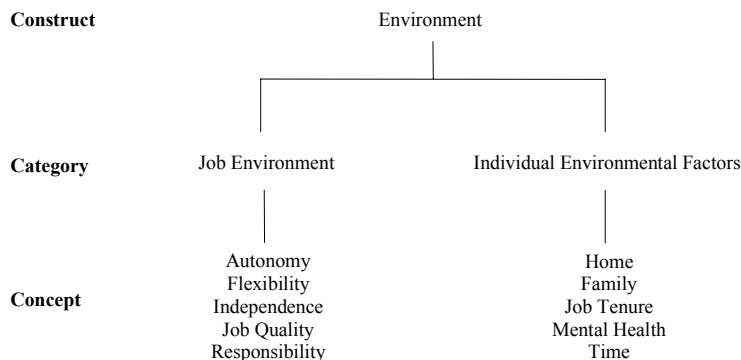 Construct Environment
Category Job Environment Individual Environmental Factors
Autonomy Home
Flexibility Family
Concept Independence Job Tenure
Job Quality Mental Health
Responsibility Time